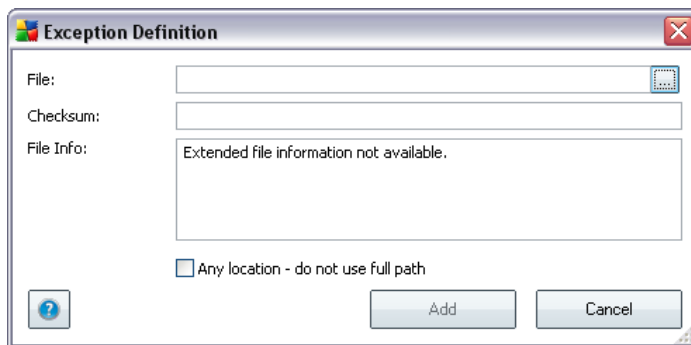 Exception Definition
File:
...
Checksum:
File Info:
Extended file information not available.
Any location - do not use full path
?
Add
Cancel